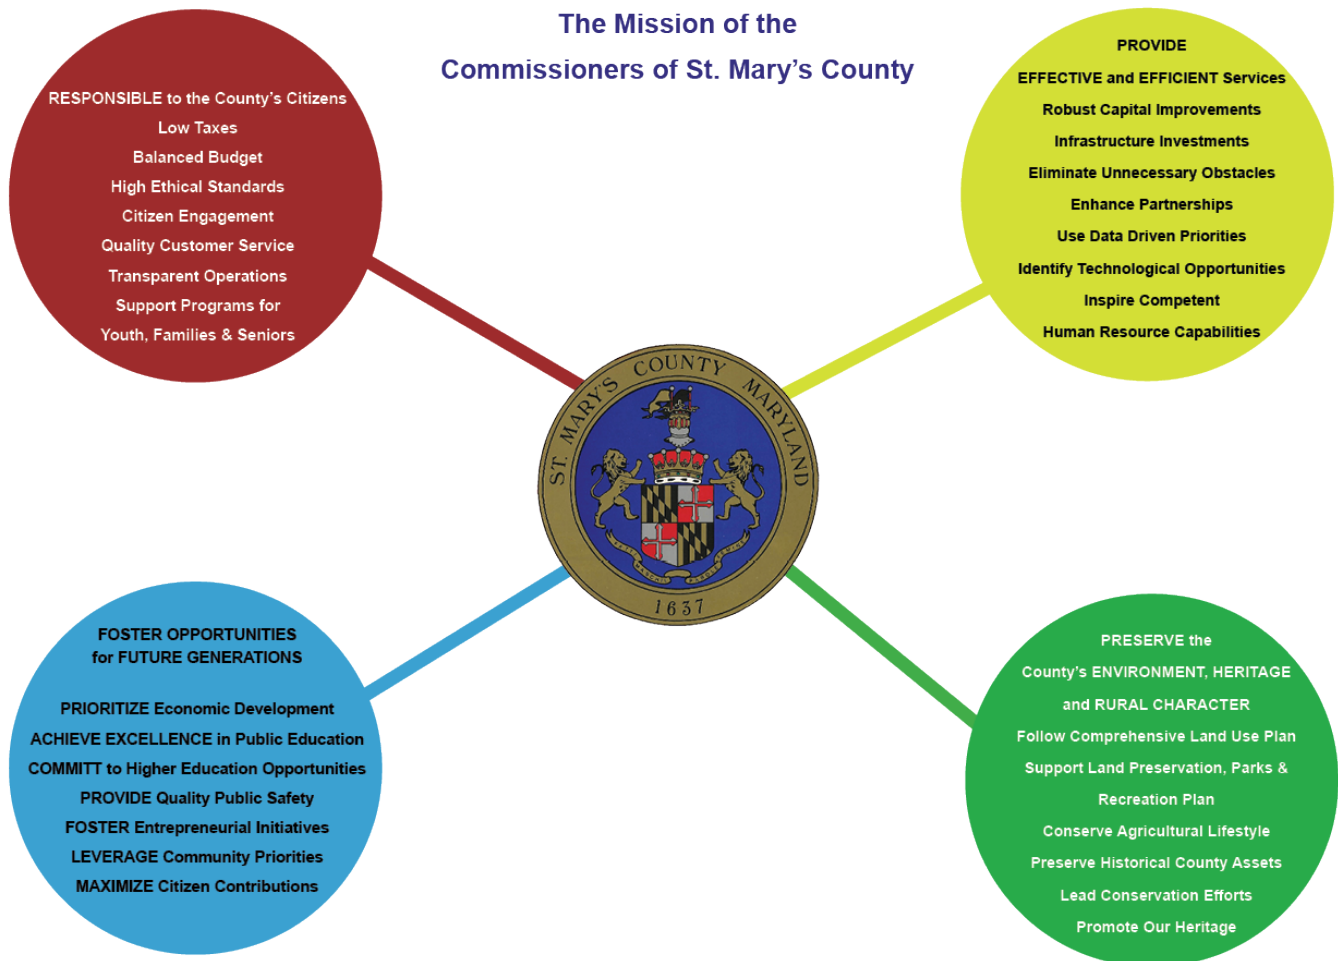 The Mission of the
Commissioners of St. Mary's County
RESPONSIBLE to the County's Citizens
Low Taxes
Balanced Budget
High Ethical Standards
Citizen Engagement
Quality Customer Service
Transparent Operations
Support Programs for
Youth, Families & Seniors
PROVIDE
EFFECTIVE and EFFICIENT Services
Robust Capital Improvements
Infrastructure Investments
Eliminate Unnecessary Obstacles
Enhance Partnerships
Use Data Driven Priorities
Identify Technological Opportunities
Inspire Competent
Human Resource Capabilities
ST. MARY'S COUNTY MARYLAND
1637
FOSTER OPPORTUNITIES
for FUTURE GENERATIONS
PRIORITIZE Economic Development
ACHIEVE EXCELLENCE in Public Education
COMMITT to Higher Education Opportunities
PROVIDE Quality Public Safety
FOSTER Entrepreneurial Initiatives
LEVERAGE Community Priorities
MAXIMIZE Citizen Contributions
PRESERVE the
County's ENVIRONMENT, HERITAGE
and RURAL CHARACTER
Follow Comprehensive Land Use Plan
Support Land Preservation, Parks &
Recreation Plan
Conserve Agricultural Lifestyle
Preserve Historical County Assets
Lead Conservation Efforts
Promote Our Heritage